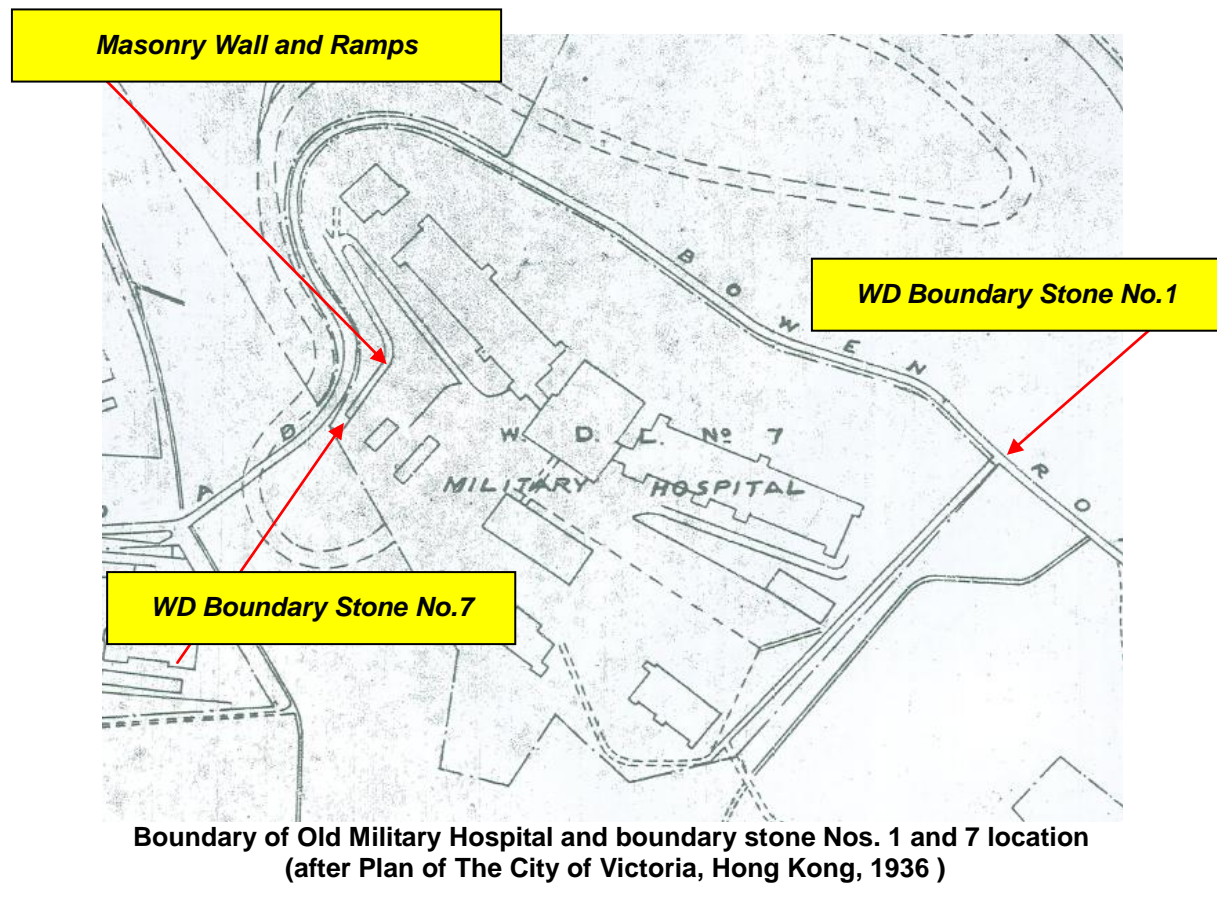 Masonry Wall and Ramps
WD Boundary Stone No.1
BOWEN ROAD
W. D. L. Nº 7
MILITARY HOSPITAL
WD Boundary Stone No.7
Boundary of Old Military Hospital and boundary stone Nos. 1 and 7 location
(after Plan of The City of Victoria, Hong Kong, 1936 )